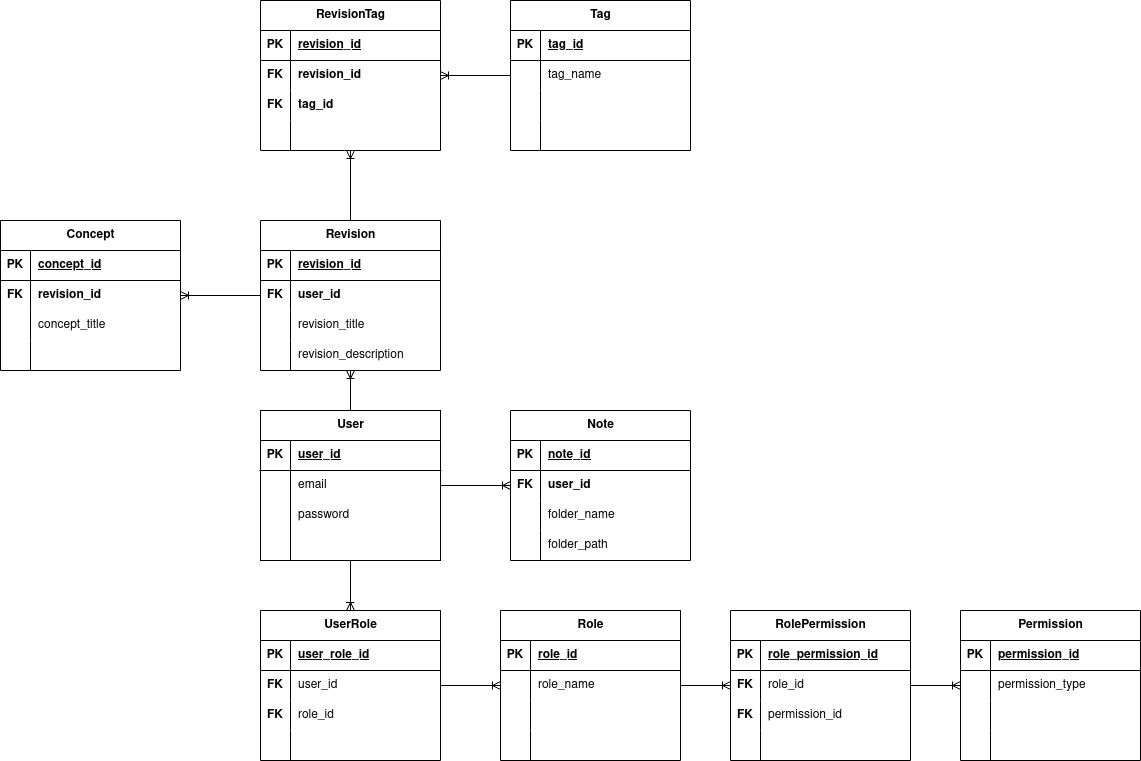 RevisionTag
PK revision_id
FK revision_id
FK tag_id
Tag
PK tag_id
tag_name
Concept
PK concept_id
FK revision_id
concept_title
Revision
PK revision_id
FK user_id
revision_title
revision_description
User
PK user_id
email
password
Note
PK note_id
FK user_id
folder_name
folder_path
UserRole
PK user_role_id
FK user_id
FK role_id
Role
PK role_id
role_name
RolePermission
PK role_permission_id
FK role_id
FK permission_id
Permission
PK permission_id
permission_type